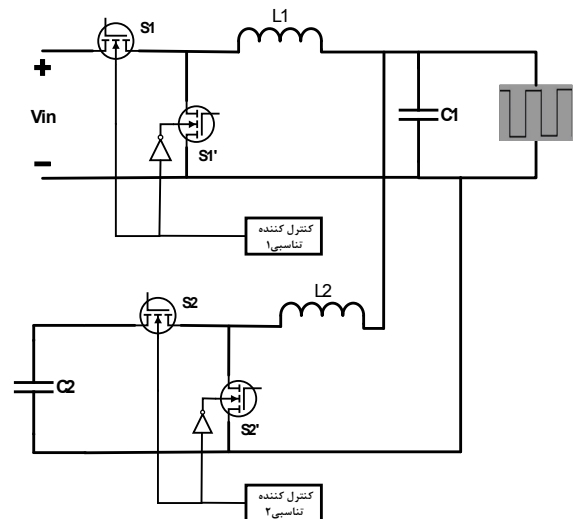 S1
L1
+
Vin
−
S1'
C1
کنترل کننده
تناسبی۱
S2
L2
C2
S2'
کنترل کننده
تناسبی۲